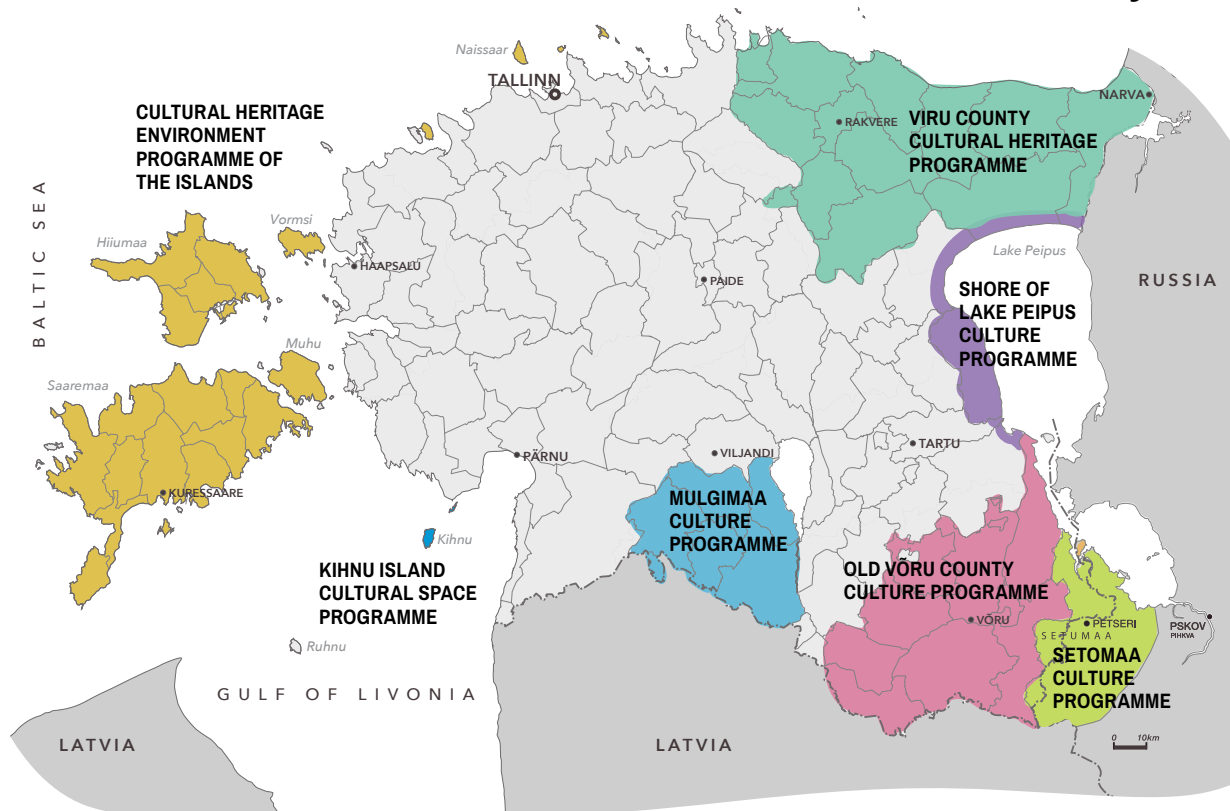 Naissaar
TALLINN
NARVA
CULTURAL HERITAGE
ENVIRONMENT
PROGRAMME OF
THE ISLANDS
RAKVERE
VIRU COUNTY
CULTURAL HERITAGE
PROGRAMME
BALTIC SEA
Vormsi
Hiiumaa
HAAPSALU
PAIDE
Lake Peipus
RUSSIA
SHORE OF
LAKE PEIPUS
CULTURE
PROGRAMME
Muhu
Saaremaa
KURESSAARE
PÄRNU
VILJANDI
TARTU
MULGIMAA
CULTURE
PROGRAMME
Kihnu
KIHNU ISLAND
CULTURAL SPACE
PROGRAMME
OLD VÕRU COUNTY
CULTURE PROGRAMME
VÕRU
PETSERI
SETUMAA
PSKOV
PIHKVA
SETOMAA
CULTURE
PROGRAMME
Ruhnu
GULF OF LIVONIA
LATVIA
LATVIA
0 10km